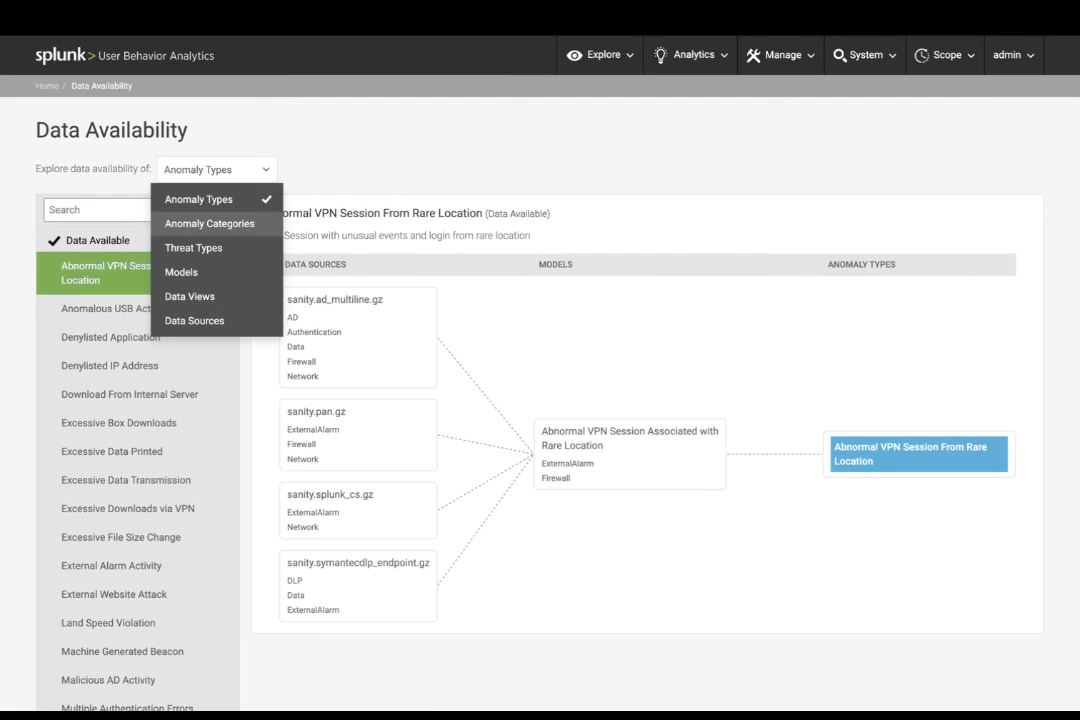 splunk> User Behavior Analytics
Explore
Analytics
Manage
System
Scope
admin
Home / Data Availability
Data Availability
Explore data availability of:
Anomaly Types
Anomaly Types
Anomaly Categories
Threat Types
Models
Data Views
Data Sources
Search
Data Available
Abnormal VPN Sess
Location
Anomalous USB Act
Denylisted Application
Denylisted IP Address
Download From Internal Server
Excessive Box Downloads
Excessive Data Printed
Excessive Data Transmission
Excessive Downloads via VPN
Excessive File Size Change
External Alarm Activity
External Website Attack
Land Speed Violation
Machine Generated Beacon
Malicious AD Activity
Multiple Authentication Errors
ormal VPN Session From Rare Location (Data Available)
Session with unusual events and login from rare location
DATA SOURCES
MODELS
ANOMALY TYPES
sanity.ad_multiline.gz
AD
Authentication
Data
Firewall
Network
sanity.pan.gz
ExternalAlarm
Firewall
Network
sanity.splunk_cs.gz
ExternalAlarm
Network
sanity.symantecdlp_endpoint.gz
DLP
Data
ExternalAlarm
Abnormal VPN Session Associated with
Rare Location
ExternalAlarm
Firewall
Abnormal VPN Session From Rare
Location